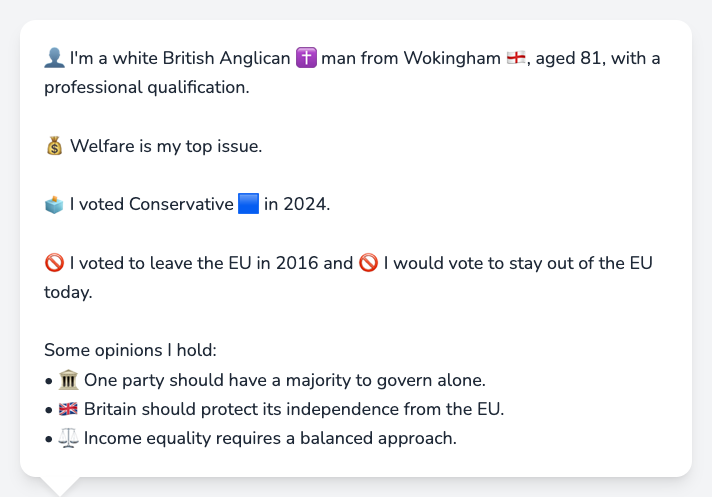 👤 I'm a white British Anglican ✝️ man from Wokingham 🏴󠁧󠁢󠁥󠁮󠁧󠁿, aged 81, with a
professional qualification.
💰 Welfare is my top issue.
🗳️ I voted Conservative 🟦 in 2024.
🚫 I voted to leave the EU in 2016 and 🚫 I would vote to stay out of the EU
today.
Some opinions I hold:
• 🏛️ One party should have a majority to govern alone.
• 🇬🇧 Britain should protect its independence from the EU.
• ⚖️ Income equality requires a balanced approach.